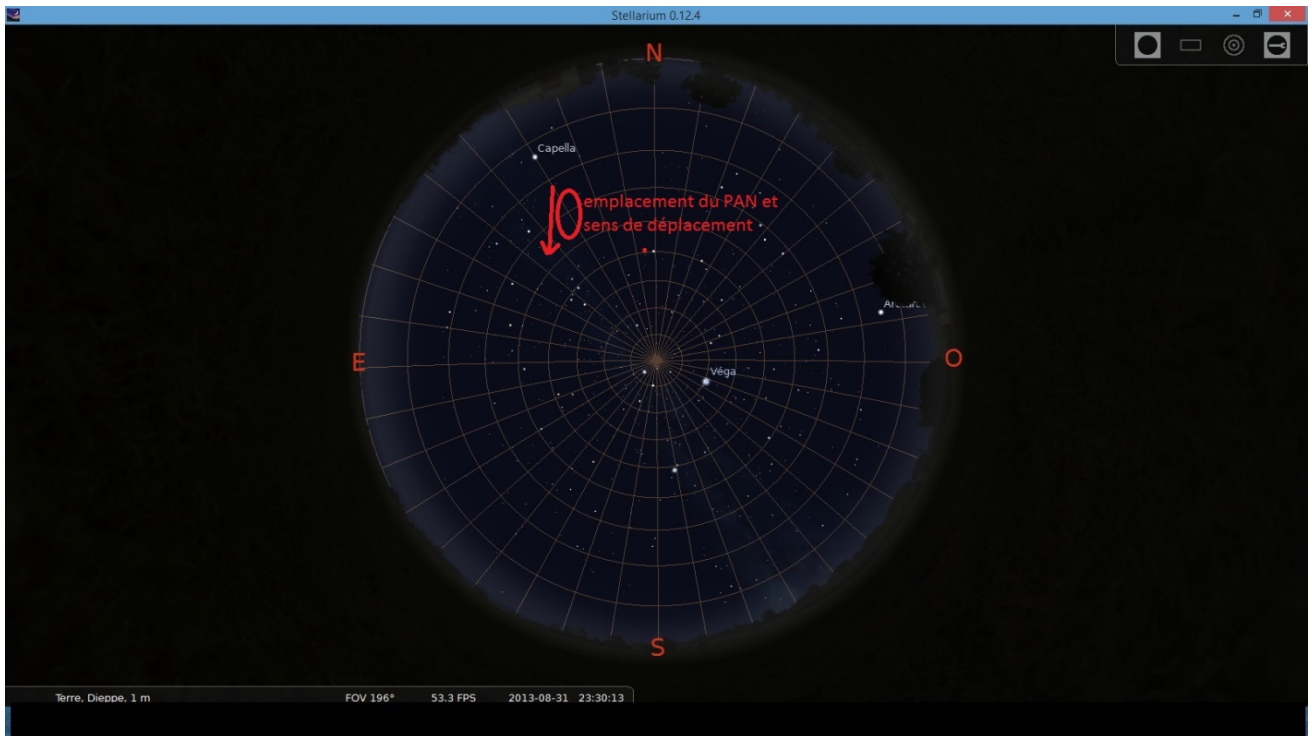 Stellarium 0.12.4
N
Capella
emplacement du PAN et
sens de déplacement
E
Véga
O
S
Terre, Dieppe, 1 m FOV 196° 53.3 FPS 2013-08-31 23:30:13